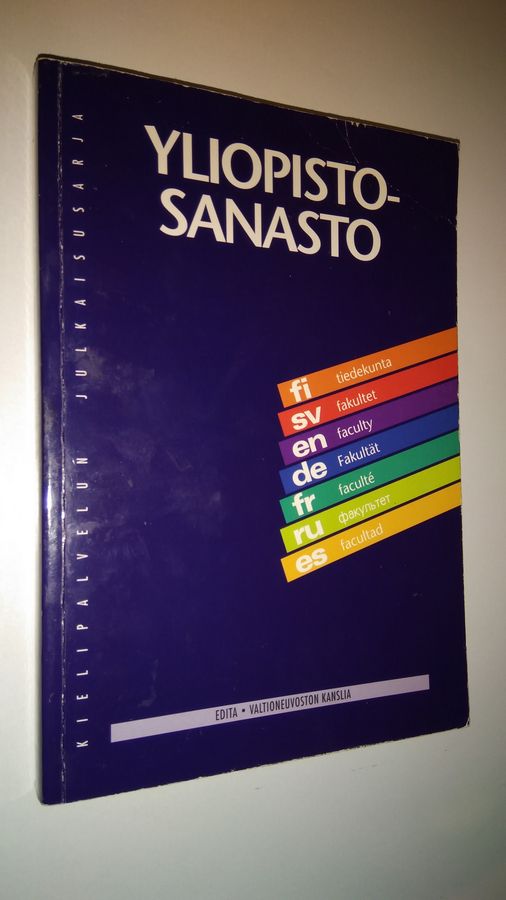 YLIOPISTO-
SANASTO
fi tiedekunta
sv fakultet
en faculty
de Fakultät
fr faculté
ru факультет
es facultad
EDITA • VALTIONEUVOSTON KANSLIA
KIELIPALVELUN JULKAISUSARJA